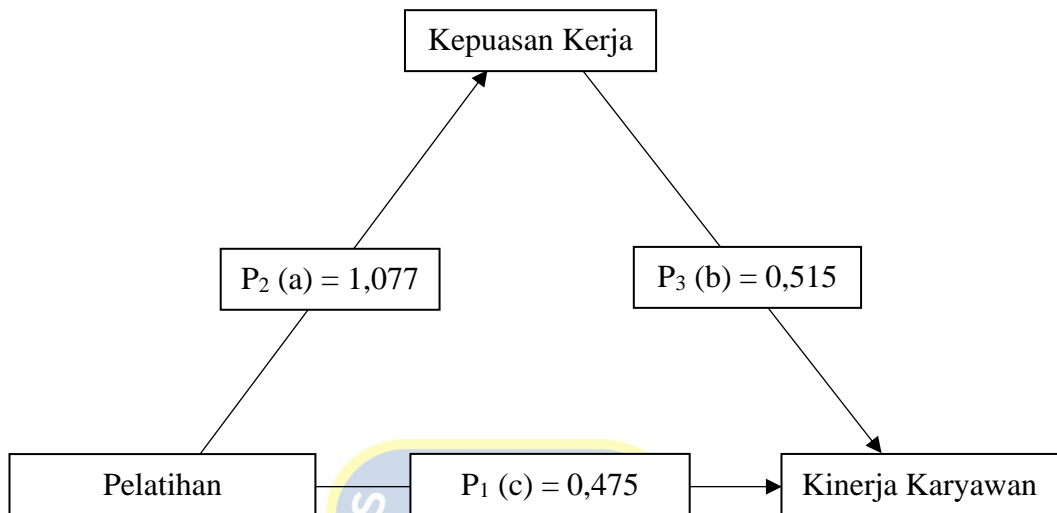 Kepuasan Kerja
P₂ (a) = 1,077
P₃ (b) = 0,515
Pelatihan
P₁ (c) = 0,475
Kinerja Karyawan